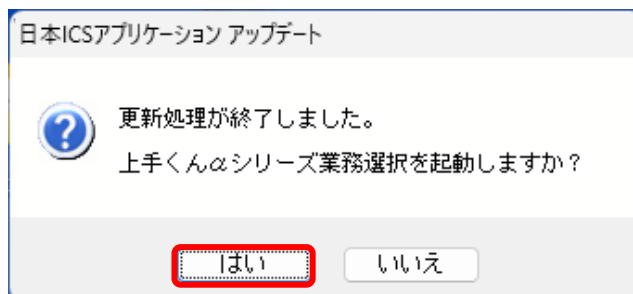 日本ICSアプリケーション アップデート
更新処理が終了しました。
上手くんαシリーズ業務選択を起動しますか？
はい
いいえ